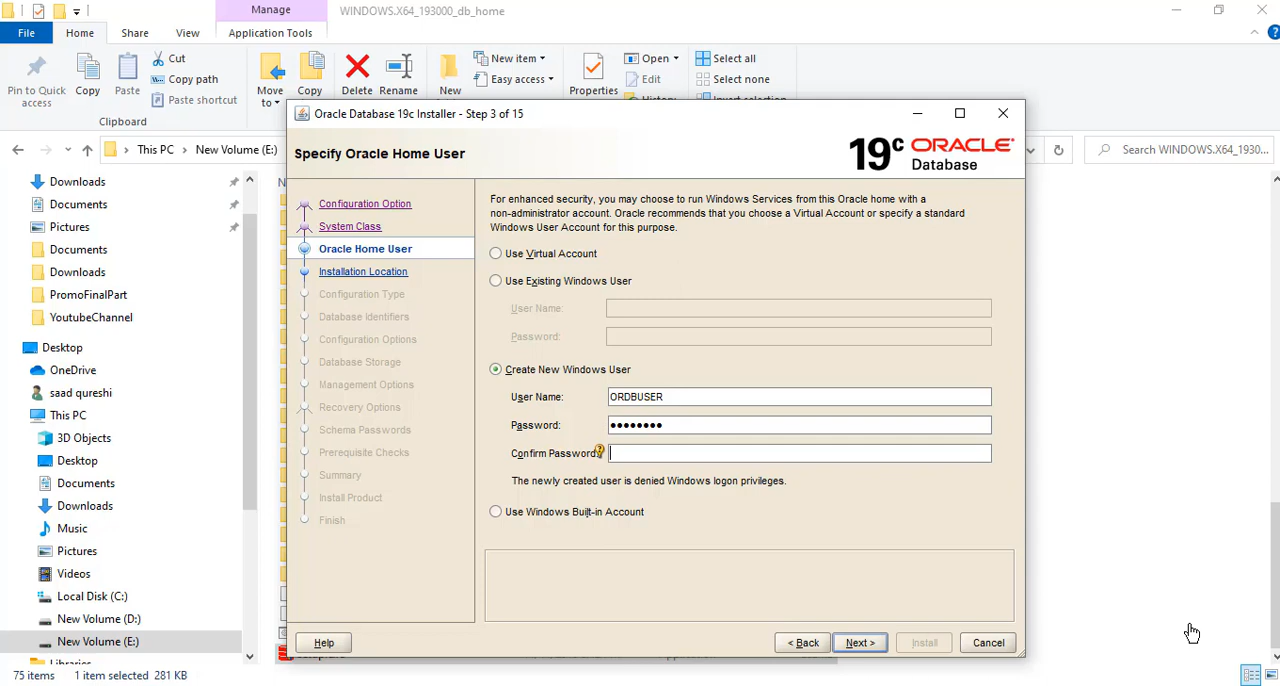 Manage
WINDOWS.X64_193000_db_home
File
Home
Share
View
Application Tools
Pin to Quick
access
Copy
Paste
Cut
Copy path
Paste shortcut
Clipboard
Move
to
Copy
Delete
Rename
New
New item
Easy access
Properties
Open
Edit
History
Select all
Select none
Invert selection
This PC
New Volume (E:)
Search WINDOWS.X64_1930...
Downloads
Documents
Pictures
Documents
Downloads
PromoFinalPart
YoutubeChannel
Desktop
OneDrive
saad qureshi
This PC
3D Objects
Desktop
Documents
Downloads
Music
Pictures
Videos
Local Disk (C:)
New Volume (D:)
New Volume (E:)
Libraries
75 items
1 item selected 281 KB
Oracle Database 19c Installer - Step 3 of 15
Specify Oracle Home User
19c ORACLE
Database
Configuration Option
System Class
Oracle Home User
Installation Location
Configuration Type
Database Identifiers
Configuration Options
Database Storage
Management Options
Recovery Options
Schema Passwords
Prerequisite Checks
Summary
Install Product
Finish
For enhanced security, you may choose to run Windows Services from this Oracle home with a
non-administrator account. Oracle recommends that you choose a Virtual Account or specify a standard
Windows User Account for this purpose.
Use Virtual Account
Use Existing Windows User
User Name:
Password:
Create New Windows User
User Name:
ORDBUSER
Password:
••••••••
Confirm Password:
The newly created user is denied Windows logon privileges.
Use Windows Built-in Account
Help
< Back
Next >
Install
Cancel